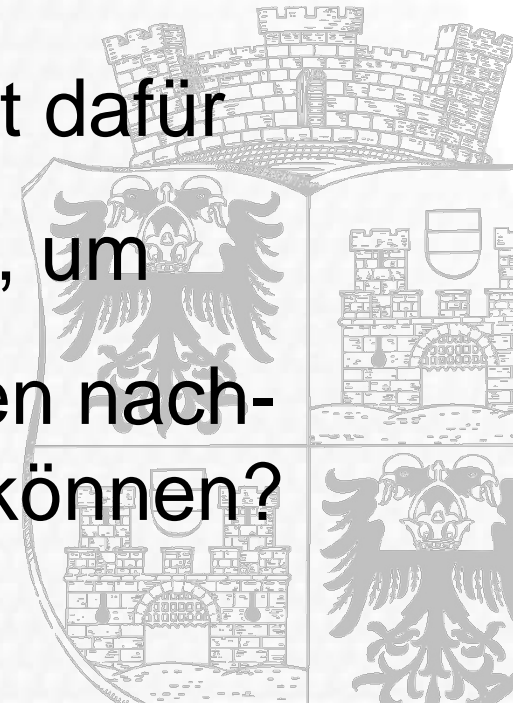 t dafür
, um
en nach-
können?